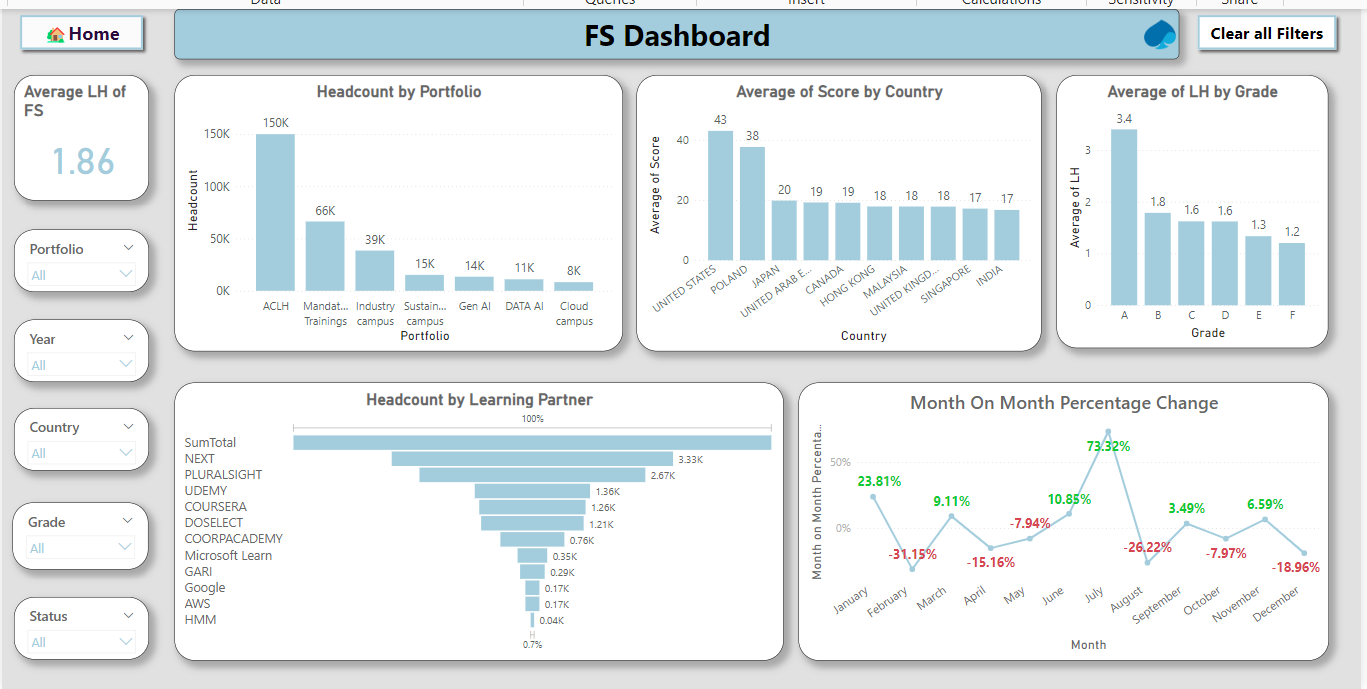 Data Queries Insert Calculations Sensitivity Share
Home
FS Dashboard
Clear all Filters
Average LH of
FS
1.86
Portfolio
All
Year
All
Country
All
Grade
All
Status
All
Headcount by Portfolio
Headcount
150K
100K
50K
0K
150K
66K
39K
15K
14K
11K
8K
ACLH
Mandat...
Trainings
Industry
campus
Sustain...
campus
Gen AI
DATA AI
Cloud
campus
Portfolio
Average of Score by Country
Average of Score
40
20
0
43
38
20
19
19
18
18
18
17
17
UNITED STATES
POLAND
JAPAN
UNITED ARAB E...
CANADA
HONG KONG
MALAYSIA
UNITED KINGD...
SINGAPORE
INDIA
Country
Average of LH by Grade
Average of LH
3
2
1
0
3.4
1.8
1.6
1.6
1.3
1.2
A
B
C
D
E
F
Grade
Headcount by Learning Partner
100%
SumTotal
NEXT 3.33K
PLURALSIGHT 2.67K
UDEMY 1.36K
COURSERA 1.26K
DOSELECT 1.21K
COORPACADEMY 0.76K
Microsoft Learn 0.35K
GARI 0.29K
Google 0.17K
AWS 0.17K
HMM 0.04K
0.7%
Month On Month Percentage Change
Month on Month Percenta...
50%
0%
23.81%
-31.15%
9.11%
-15.16%
-7.94%
10.85%
73.32%
-26.22%
3.49%
-7.97%
6.59%
-18.96%
January
February
March
April
May
June
July
August
September
October
November
December
Month